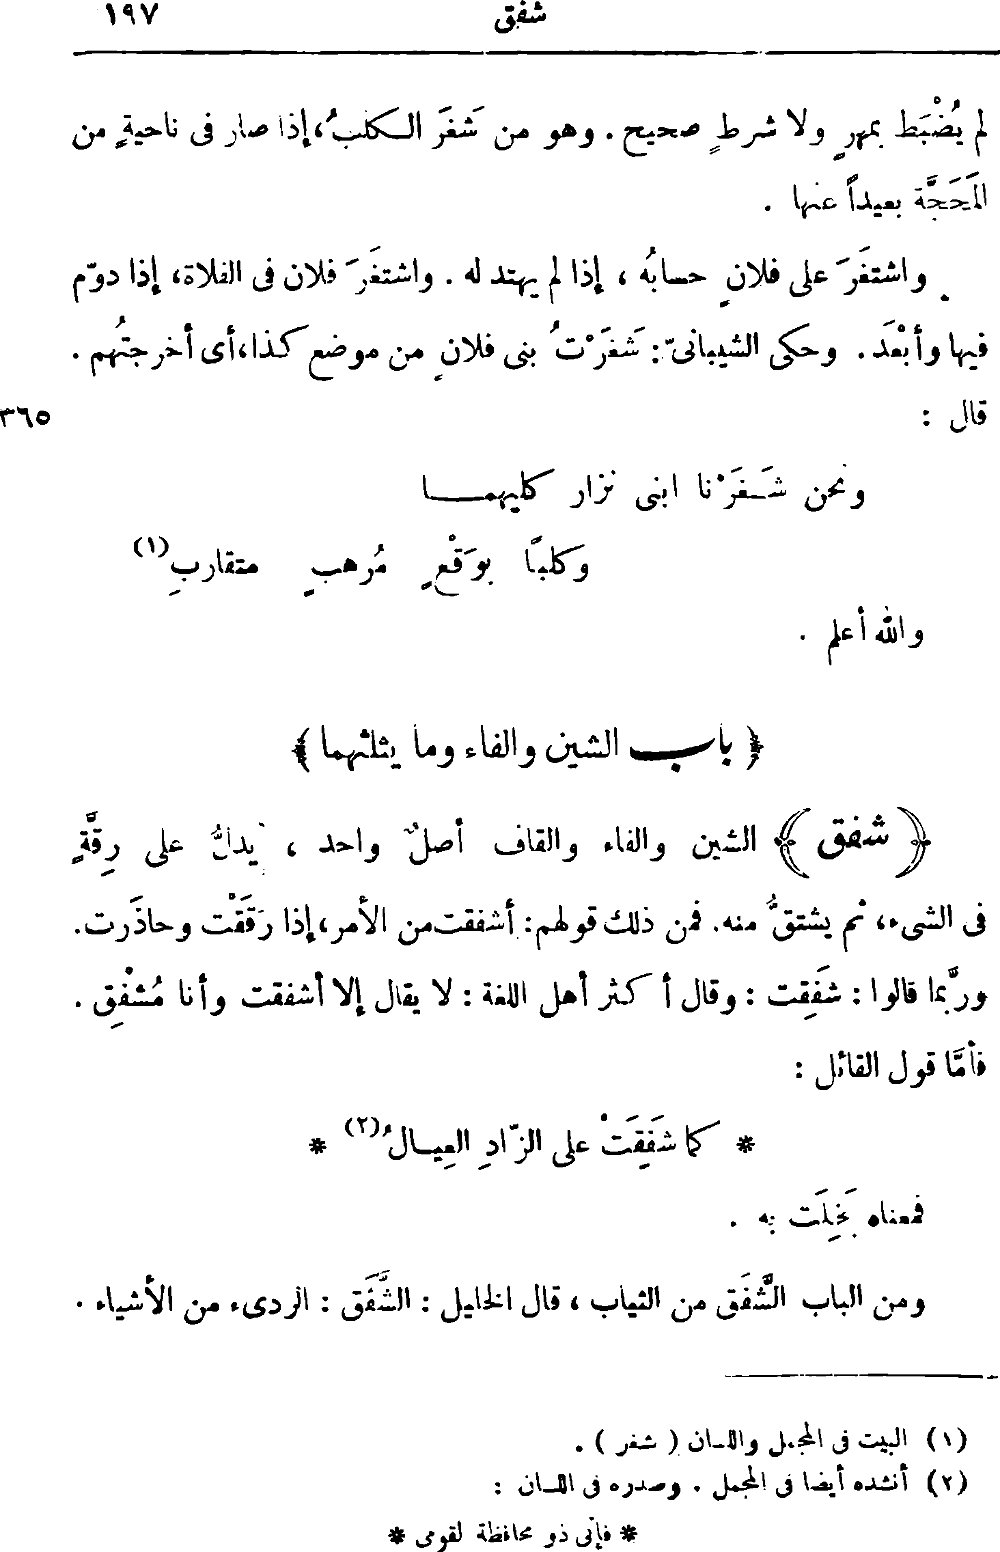 شفق ١٩٧
لم يُضْبَط بمهرٍ ولا شرطٍ صحيح. وهو من شغَرَ الكلبُ، إذا صار فى ناحيةٍ من
المَحَجَّة بعيداً عنها .
واشتغَرَ على فلانٍ حسابُه ، إذا لم يهتد له . واشتغَرَ فلان فى الفلاة، إذا دوّم
فيها وأبْعَد. وحكى الشيبانىّ: شَغَرْتُ بنى فلانٍ من موضع كذا، أى أخرجتُهم .
قال :
٣٦٥
ونحن شَغَرْنا ابنى نزار كليهمــا
وكلبًا بوَقْعٍ مُرهبٍ متقاربِ(١)
والله أعلم .
﴿ باب الشين والفاء وما يثلثهما ﴾
﴿ شفق ﴾ الشين والفاء والقاف أصلٌ واحد ، يدلُّ على رِقَّةٍ
فى الشىء، ثم يشتقُّ منه. فمن ذلك قولهم: أشفقت من الأمر، إذا رَقَقْت وحاذَرت.
وربَّما قالوا : شفَقِت : وقال أكثر أهل اللغة : لا يقال إلا أشفقت وأنا مُشْفِق .
فأمَّا قول القائل :
* كما شَفِقَتْ على الزّادِ العِيــالُ(٢) *
فمعناه بَخِلَت به .
ومن الباب الشَّفَق من الثياب ، قال الخليل : الشَّفَق : الردىء من الأشياء .
(١) البيت فى المجمل واللسان ( شغر ) .
(٢) أنشده أيضا فى المجمل . وصدره فى اللسان :
* فإنّى ذو محافظة لقومى *